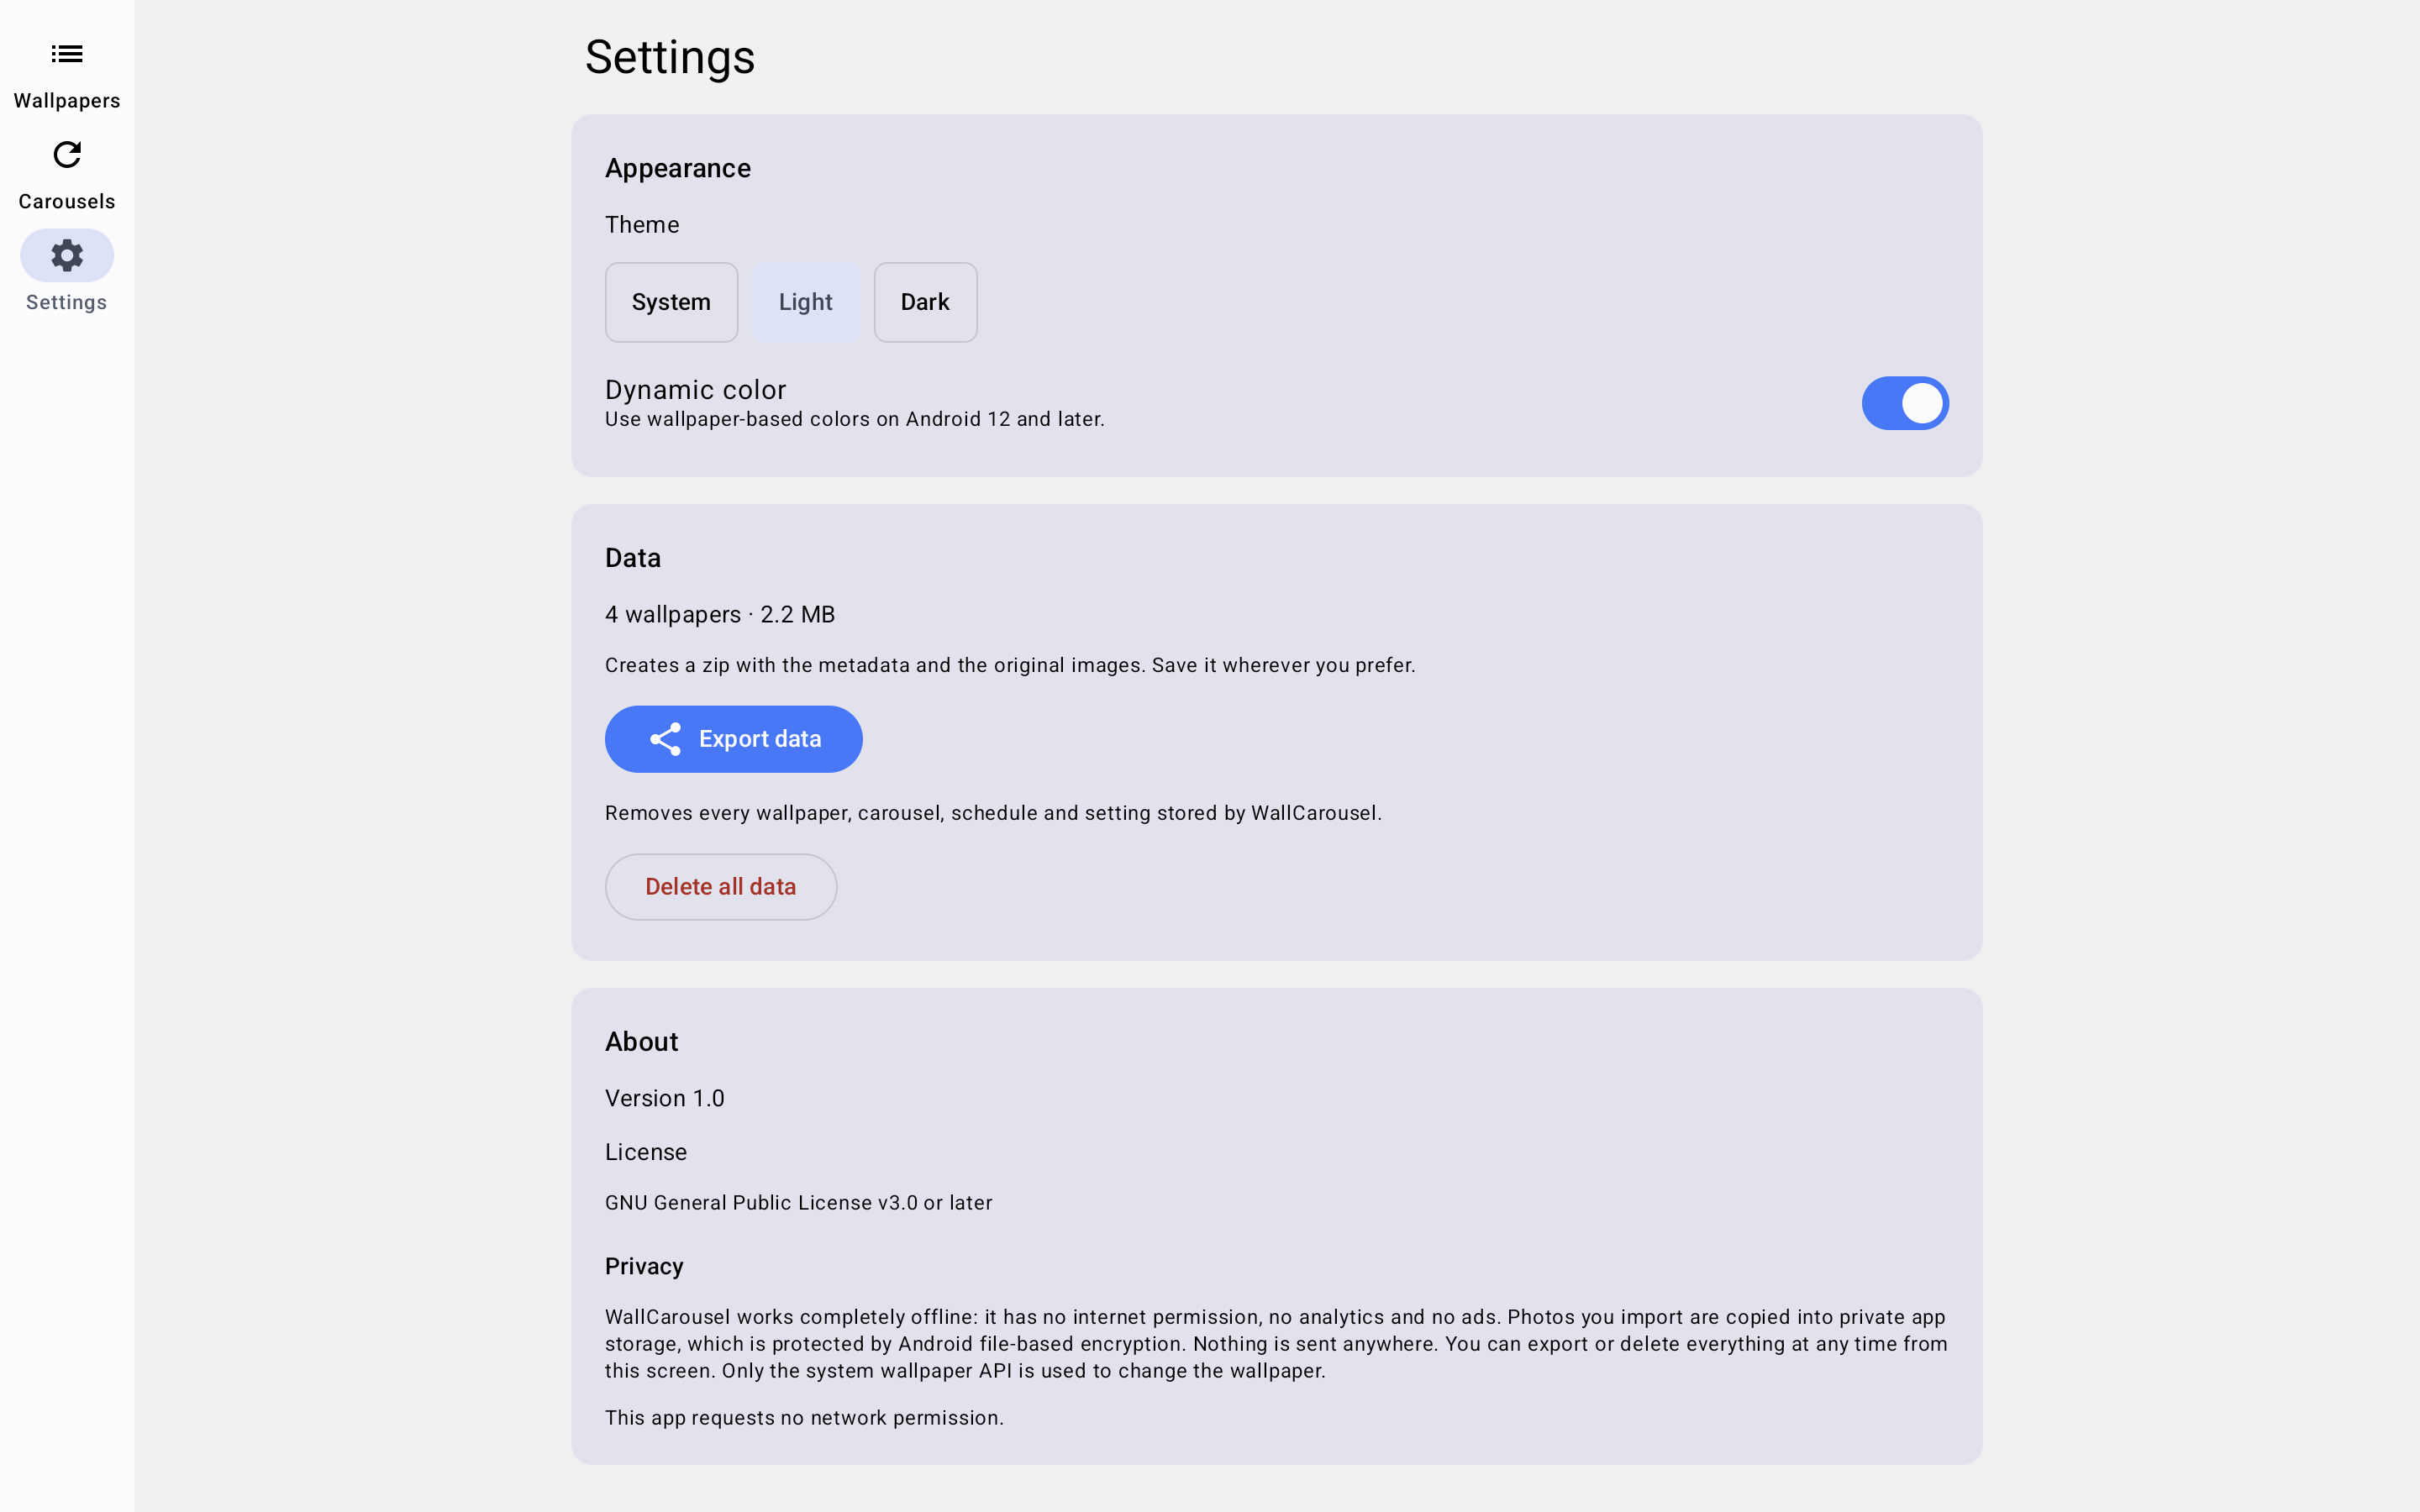 Wallpapers
Carousels
Settings
Settings
Appearance
Theme
System
Light
Dark
Dynamic color
Use wallpaper-based colors on Android 12 and later.
Data
4 wallpapers · 2.2 MB
Creates a zip with the metadata and the original images. Save it wherever you prefer.
Export data
Removes every wallpaper, carousel, schedule and setting stored by WallCarousel.
Delete all data
About
Version 1.0
License
GNU General Public License v3.0 or later
Privacy
WallCarousel works completely offline: it has no internet permission, no analytics and no ads. Photos you import are copied into private app
storage, which is protected by Android file-based encryption. Nothing is sent anywhere. You can export or delete everything at any time from
this screen. Only the system wallpaper API is used to change the wallpaper.
This app requests no network permission.